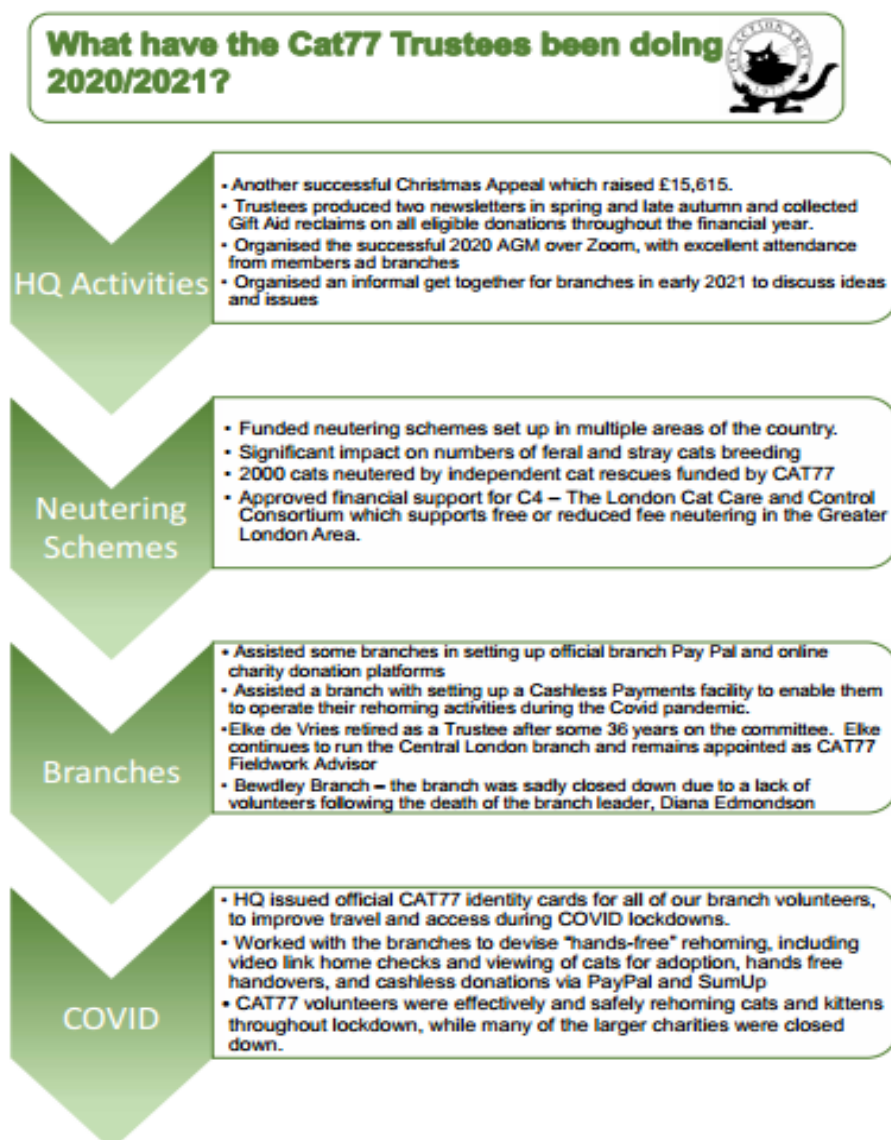 What have the Cat77 Trustees been doing
2020/2021?
CAT ACTION TRUST
1977
HQ Activities
• Another successful Christmas Appeal which raised £15,615.
• Trustees produced two newsletters in spring and late autumn and collected
Gift Aid reclaims on all eligible donations throughout the financial year.
• Organised the successful 2020 AGM over Zoom, with excellent attendance
from members ad branches
• Organised an informal get together for branches in early 2021 to discuss ideas
and issues
Neutering
Schemes
• Funded neutering schemes set up in multiple areas of the country.
• Significant impact on numbers of feral and stray cats breeding
• 2000 cats neutered by independent cat rescues funded by CAT77
• Approved financial support for C4 – The London Cat Care and Control
Consortium which supports free or reduced fee neutering in the Greater
London Area.
Branches
• Assisted some branches in setting up official branch Pay Pal and online
charity donation platforms
• Assisted a branch with setting up a Cashless Payments facility to enable them
to operate their rehoming activities during the Covid pandemic.
•Elke de Vries retired as a Trustee after some 36 years on the committee. Elke
continues to run the Central London branch and remains appointed as CAT77
Fieldwork Advisor
• Bewdley Branch – the branch was sadly closed down due to a lack of
volunteers following the death of the branch leader, Diana Edmondson
COVID
• HQ issued official CAT77 identity cards for all of our branch volunteers,
to improve travel and access during COVID lockdowns.
• Worked with the branches to devise "hands-free" rehoming, including
video link home checks and viewing of cats for adoption, hands free
handovers, and cashless donations via PayPal and SumUp
• CAT77 volunteers were effectively and safely rehoming cats and kittens
throughout lockdown, while many of the larger charities were closed
down.